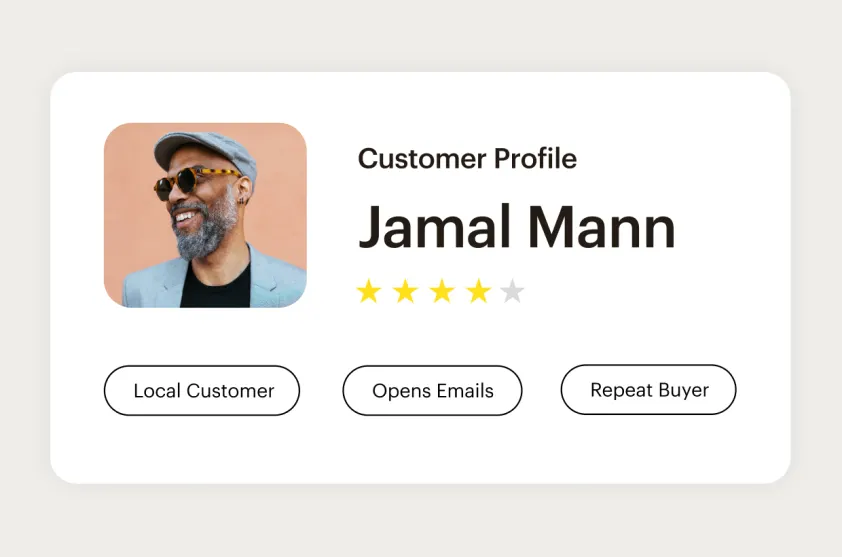 Customer Profile
Jamal Mann
Local Customer
Opens Emails
Repeat Buyer